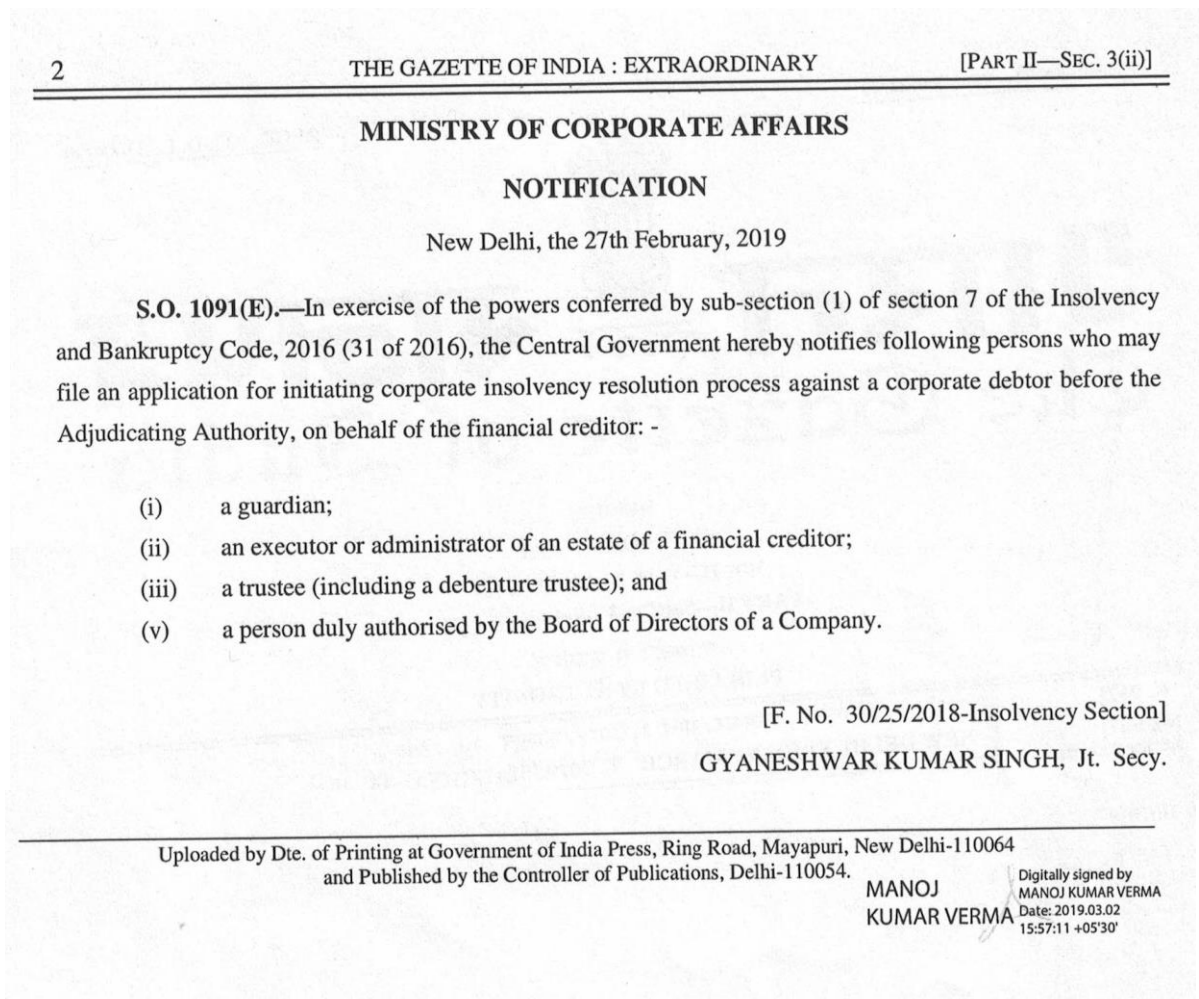 2 THE GAZETTE OF INDIA : EXTRAORDINARY [PART II—SEC. 3(ii)]
MINISTRY OF CORPORATE AFFAIRS
NOTIFICATION
New Delhi, the 27th February, 2019
S.O. 1091(E).—In exercise of the powers conferred by sub-section (1) of section 7 of the Insolvency
and Bankruptcy Code, 2016 (31 of 2016), the Central Government hereby notifies following persons who may
file an application for initiating corporate insolvency resolution process against a corporate debtor before the
Adjudicating Authority, on behalf of the financial creditor: -
(i) a guardian;
(ii) an executor or administrator of an estate of a financial creditor;
(iii) a trustee (including a debenture trustee); and
(v) a person duly authorised by the Board of Directors of a Company.
[F. No. 30/25/2018-Insolvency Section]
GYANESHWAR KUMAR SINGH, Jt. Secy.
Uploaded by Dte. of Printing at Government of India Press, Ring Road, Mayapuri, New Delhi-110064
and Published by the Controller of Publications, Delhi-110054.
MANOJ
KUMAR VERMA
Digitally signed by
MANOJ KUMAR VERMA
Date: 2019.03.02
15:57:11 +05'30'